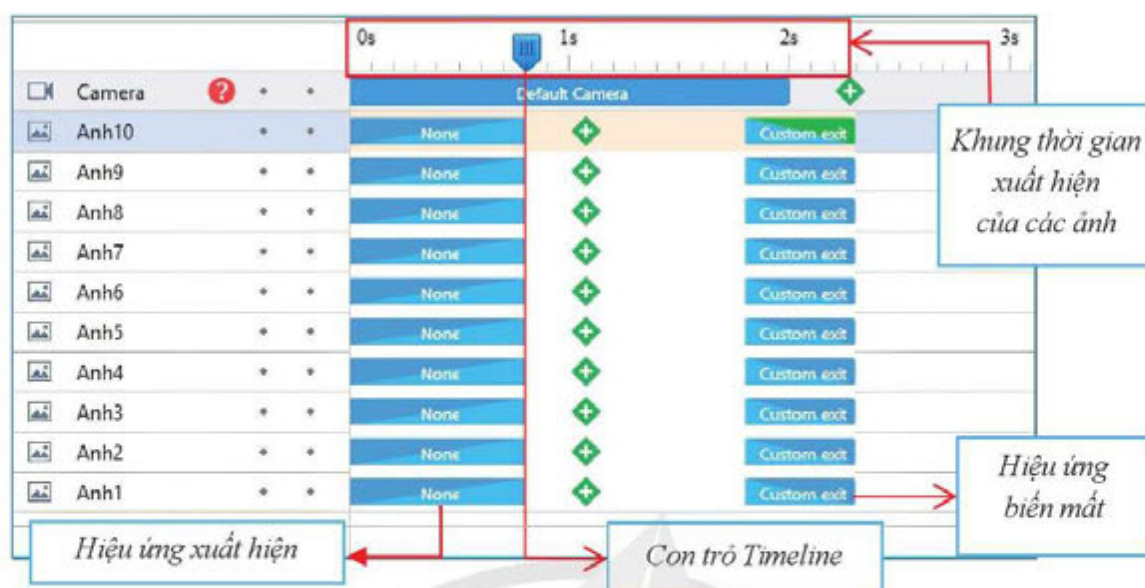 0s 1s 2s 3s
Camera ? Default Camera
Anh10 None Custom exit
Anh9 None Custom exit
Anh8 None Custom exit
Anh7 None Custom exit
Anh6 None Custom exit
Anh5 None Custom exit
Anh4 None Custom exit
Anh3 None Custom exit
Anh2 None Custom exit
Anh1 None Custom exit
Khung thời gian
xuất hiện
của các ảnh
Hiệu ứng
biến mất
Hiệu ứng xuất hiện
Con trỏ Timeline